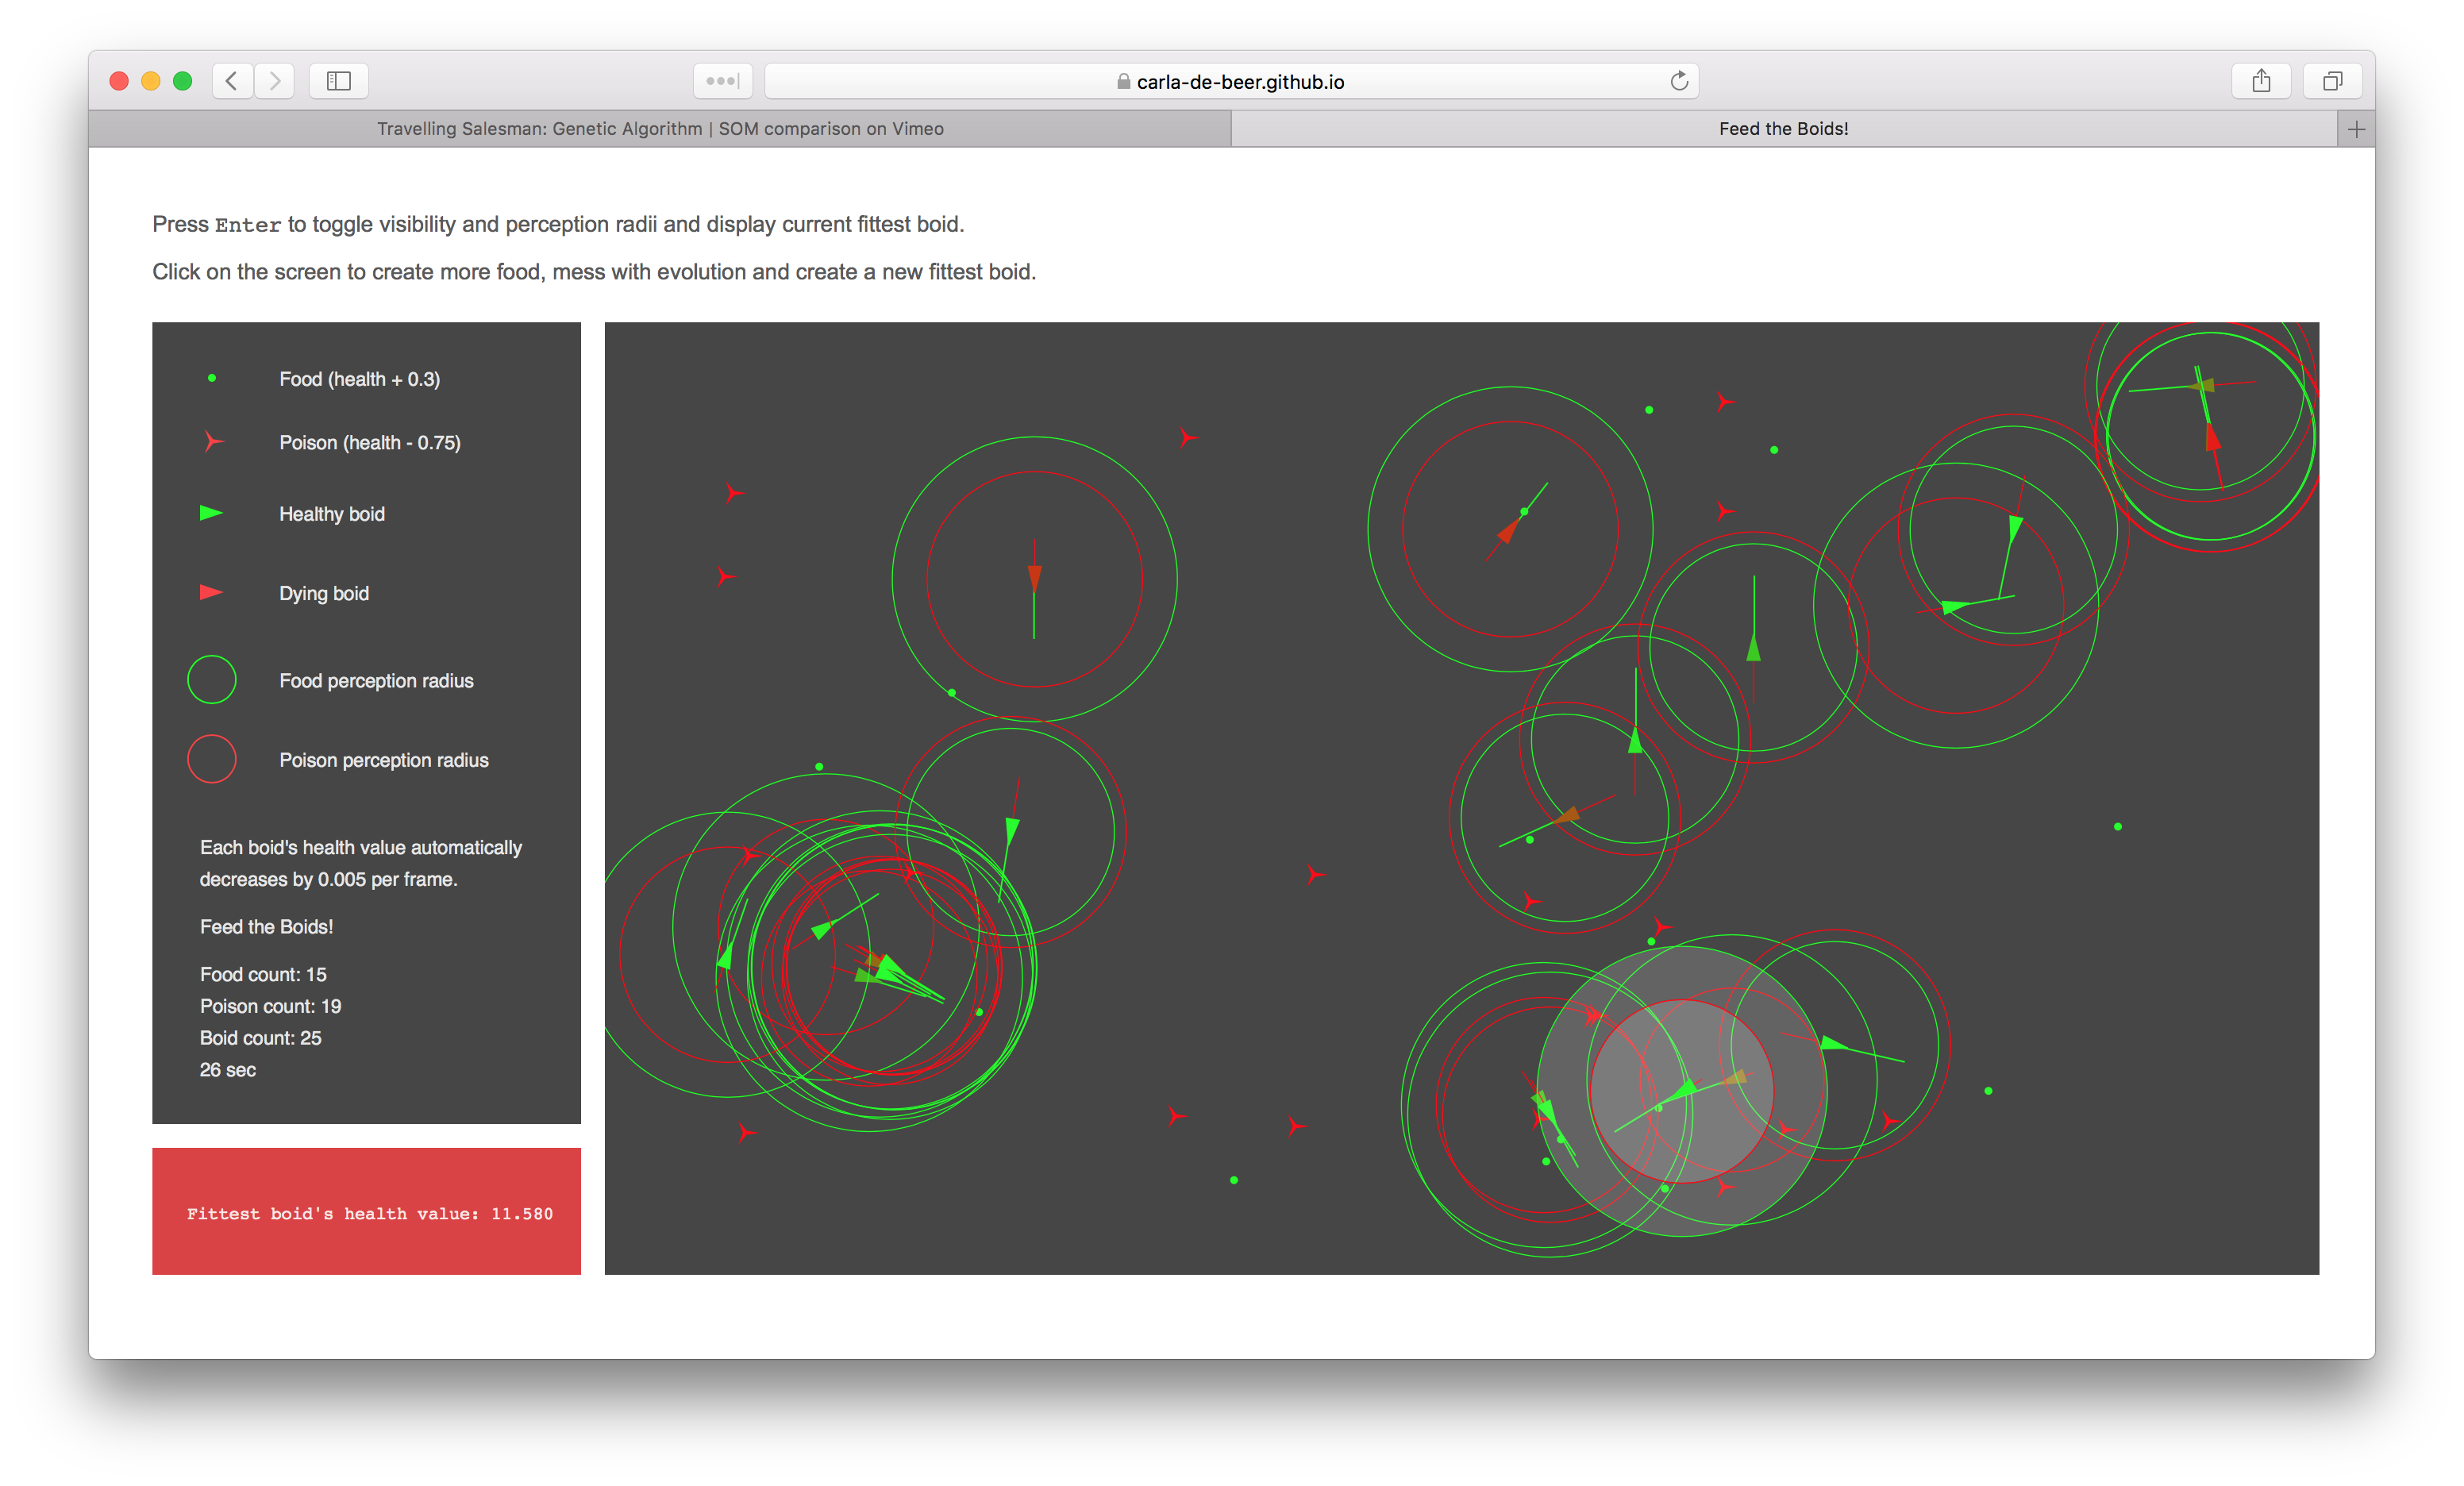 carla-de-beer.github.io
Travelling Salesman: Genetic Algorithm | SOM comparison on Vimeo
Feed the Boids!
Press Enter to toggle visibility and perception radii and display current fittest boid.
Click on the screen to create more food, mess with evolution and create a new fittest boid.
Food (health + 0.3)
Poison (health - 0.75)
Healthy boid
Dying boid
Food perception radius
Poison perception radius
Each boid's health value automatically
decreases by 0.005 per frame.
Feed the Boids!
Food count: 15
Poison count: 19
Boid count: 25
26 sec
Fittest boid's health value: 11.580